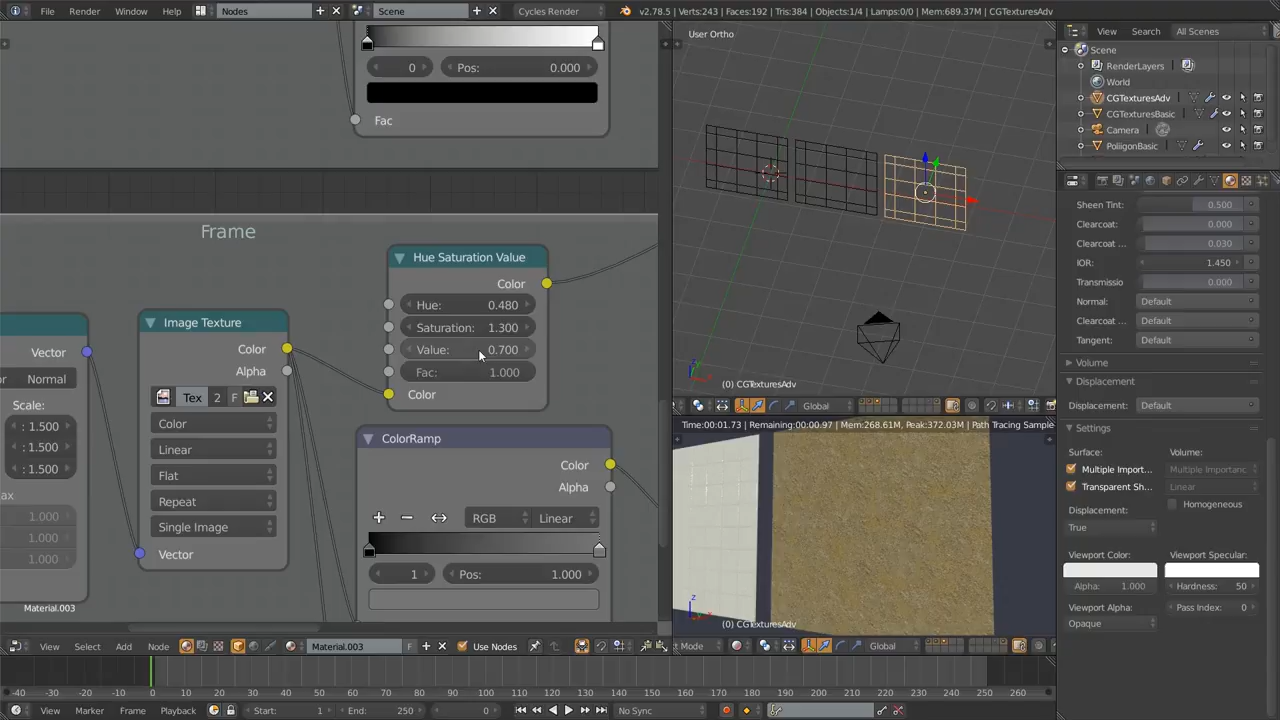 File Render Window Help Nodes Scene Cycles Render v2.78.5 | Verts:243 | Faces:192 | Tris:384 | Objects:1/4 | Lamps:0/0 | Mem:689.37M | CGTexturesAdv
0 Pos: 0.000
Fac
Frame
Hue Saturation Value
Color
Hue: 0.480
Saturation: 1.300
Value: 0.700
Fac: 1.000
Color
Vector
Normal
Scale:
: 1.500
: 1.500
: 1.500
1.000
1.000
1.000
Material.003
Image Texture
Color
Alpha
Tex 2 F
Color
Linear
Flat
Repeat
Single Image
Vector
ColorRamp
Color
Alpha
RGB Linear
1 Pos: 1.000
View Select Add Node Material.003 Use Nodes
User Ortho
(0) CGTexturesAdv
Global
Time:00:01.73 | Remaining:00:00.97 | Mem:268.61M, Peak:372.03M | Path Tracing Sample
(0) CGTexturesAdv
Mode Global
View Search All Scenes
Scene
RenderLayers
World
CGTexturesAdv
CGTexturesBasic
Camera
PoliigonBasic
Sheen Tint: 0.500
Clearcoat: 0.000
Clearcoat ... 0.030
IOR: 1.450
Transmissio 0.000
Normal: Default
Clearcoat ... Default
Tangent: Default
Volume
Displacement
Displacement: Default
Settings
Surface: Volume:
Multiple Import... Multiple Importanc
Transparent Sh... Linear
Homogeneous
Displacement:
True
Viewport Color: Viewport Specular:
Alpha: 1.000 Hardness: 50
Viewport Alpha: Pass Index: 0
Opaque
-40 -30 -20 -10 0 10 20 30 40 50 60 70 80 90 100 110 120 130 140 150 160 170 180 190 200 210 220 230 240 250 260
View Marker Frame Playback Start: 1 End: 250 0 No Sync